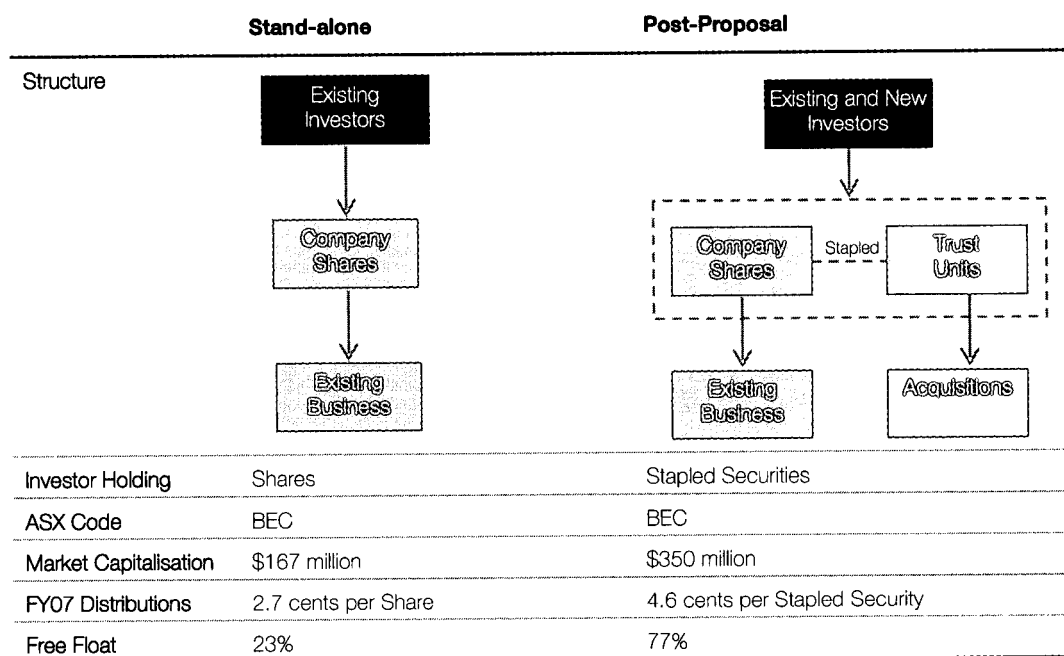 Stand-alone Post-Proposal
Structure
Existing
Investors
Existing and New
Investors
Company
Shares
Company
Shares
Stapled
Trust
Units
Existing
Business
Existing
Business
Acquisitions
Investor Holding Shares Stapled Securities
ASX Code BEC BEC
Market Capitalisation $167 million $350 million
FY07 Distributions 2.7 cents per Share 4.6 cents per Stapled Security
Free Float 23% 77%